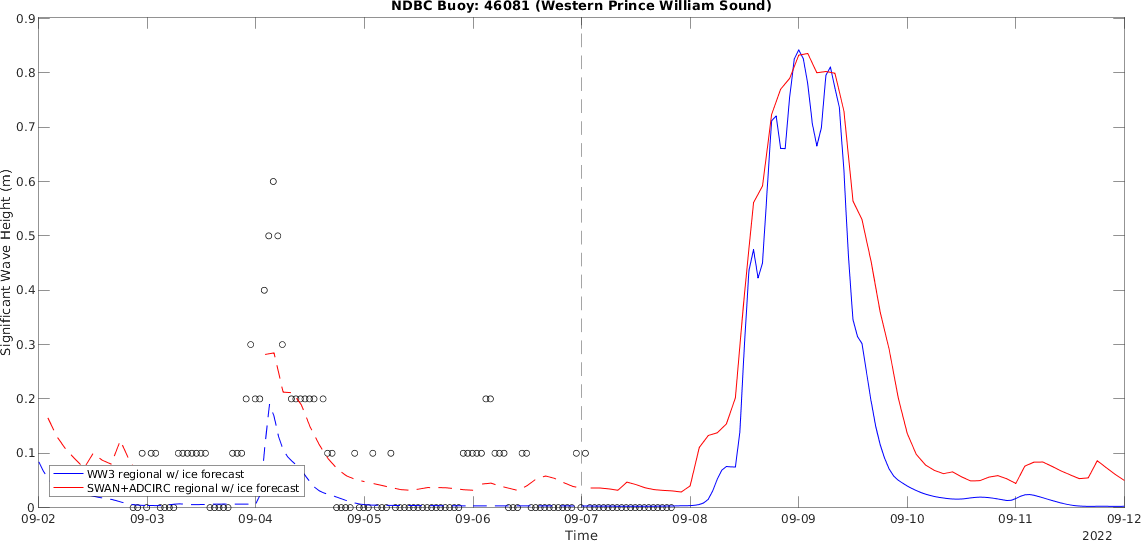 NDBC Buoy: 46081 (Western Prince William Sound)
0.9
0.8
0.7
0.6
0.5
0.4
0.3
0.2
0.1
0
Significant Wave Height (m)
WW3 regional w/ ice forecast
SWAN+ADCIRC regional w/ ice forecast
09-02 09-03 09-04 09-05 09-06 09-07 09-08 09-09 09-10 09-11 09-12
Time
2022